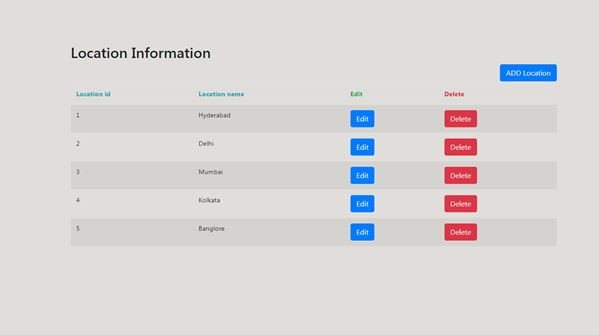 Location Information
ADD Location
Location id Location name Edit Delete
1 Hyderabad Edit Delete
2 Delhi Edit Delete
3 Mumbai Edit Delete
4 Kolkata Edit Delete
5 Banglore Edit Delete